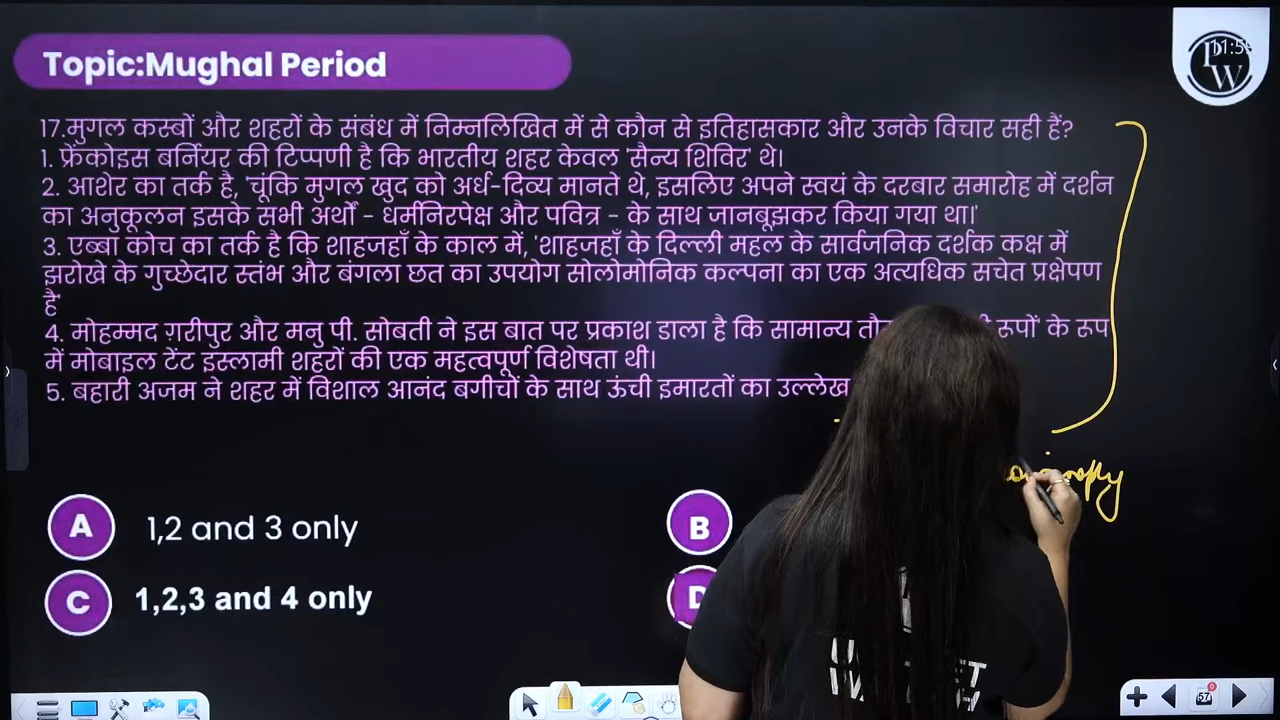 Topic:Mughal Period
11:5
PW
17.मुगल कस्बों और शहरों के संबंध में निम्नलिखित में से कौन से इतिहासकार और उनके विचार सही हैं?
1. फ्रेंकोइस बर्नियर की टिप्पणी है कि भारतीय शहर केवल 'सैन्य शिविर' थे।
2. आशेर का तर्क है, 'चूंकि मुगल खुद को अर्ध-दिव्य मानते थे, इसलिए अपने स्वयं के दरबार समारोह में दर्शन
का अनुकूलन इसके सभी अर्थों - धर्मनिरपेक्ष और पवित्र - के साथ जानबूझकर किया गया था।'
3. एब्बा कोच का तर्क है कि शाहजहाँ के काल में, 'शाहजहाँ के दिल्ली महल के सार्वजनिक दर्शक कक्ष में
झरोखे के गुच्छेदार स्तंभ और बंगला छत का उपयोग सोलोमोनिक कल्पना का एक अत्यधिक सचेत प्रक्षेपण
है'
4. मोहम्मद ग़रीपुर और मनु पी. सोबती ने इस बात पर प्रकाश डाला है कि सामान्य रूपों' के रूप
में मोबाइल टेंट इस्लामी शहरों की एक महत्वपूर्ण विशेषता थी।
5. बहारी अजम ने शहर में विशाल आनंद बगीचों के साथ ऊंची इमारतों का उल्लेख
A 1,2 and 3 only
B
C 1,2,3 and 4 only
D
57